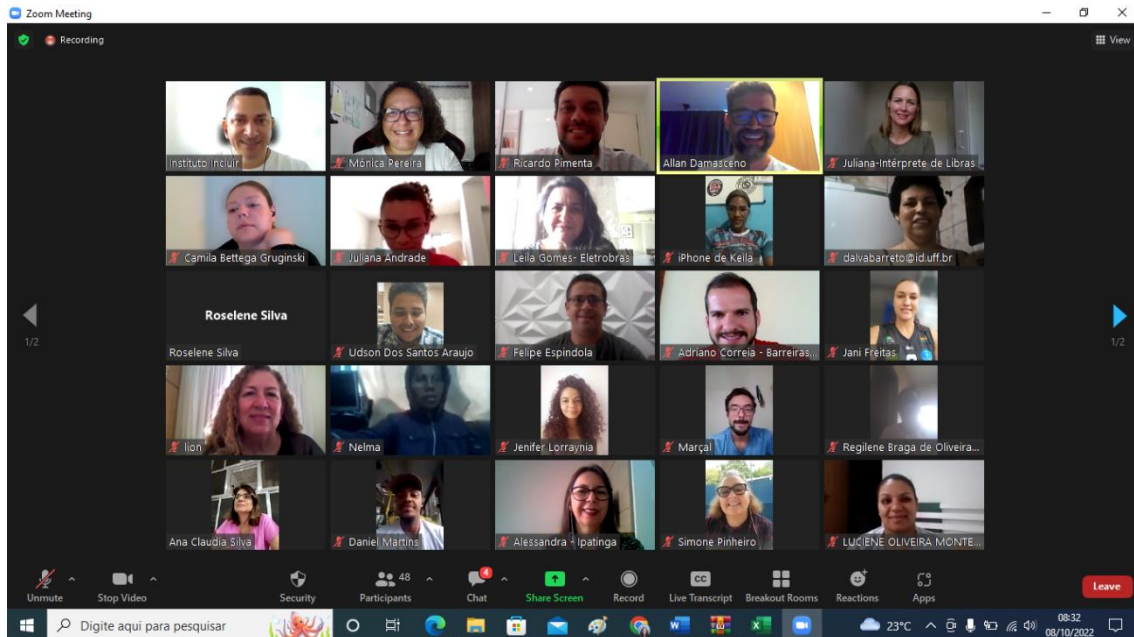 Zoom Meeting
Recording
View
Instituto Incluir
Mônica Pereira
Ricardo Pimenta
Allan Damasceno
Juliana-Intérprete de Libras
Camila Bettega Gruginski
Juliana Andrade
Leila Gomes- Eletrobras
iPhone de Keila
dalvabarreto@id.uff.br
Roselene Silva
Roselene Silva
Udson Dos Santos Araujo
Felipe Espindola
Adriano Correia - Barreiras...
Jani Freitas
1/2
1/2
lion
Nelma
Jenifer Lorraynia
Marçal
Regilene Braga de Oliveira...
Ana Claudia Silva
Daniel Martins
Alessandra - Ipatinga
Simone Pinheiro
LUCIENE OLIVEIRA MONTE...
Unmute
Stop Video
Security
48
Participants
4
Chat
Share Screen
Record
CC
Live Transcript
Breakout Rooms
Reactions
Apps
Leave
Digite aqui para pesquisar
23°C
08:32
08/10/2022